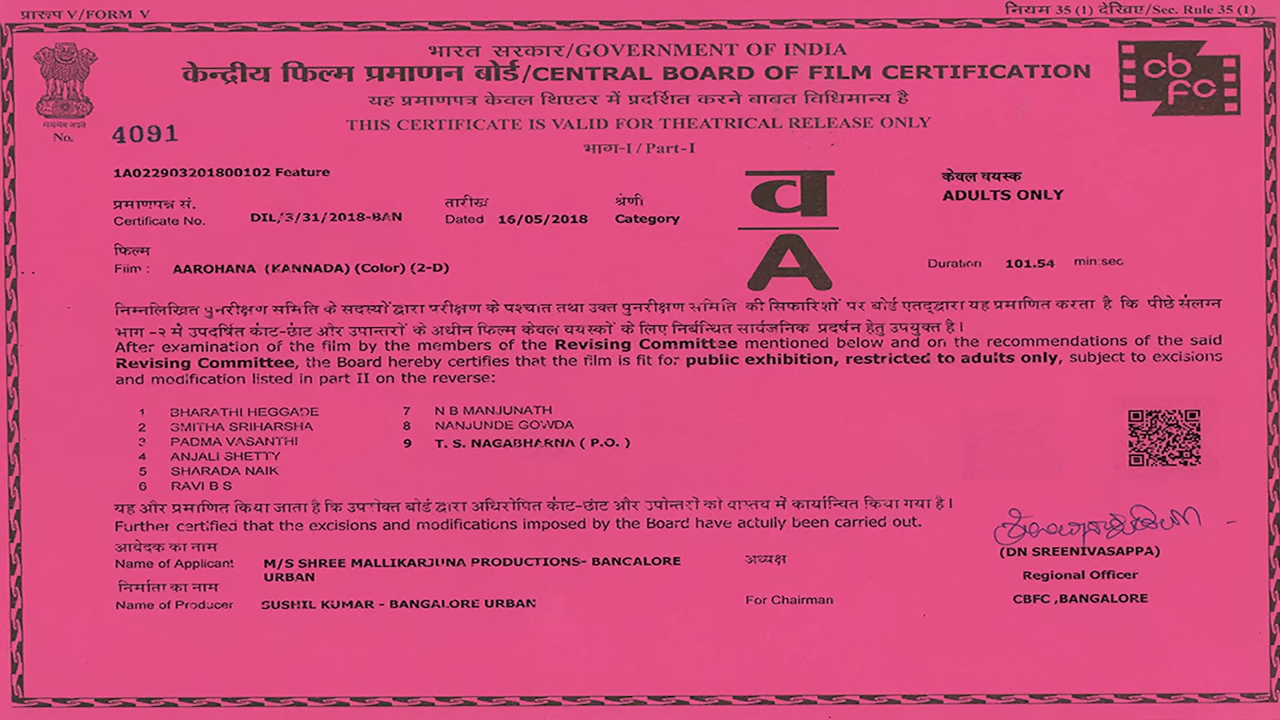 प्रारूप V/FORM V
नियम 35 (1) देखिए/Sec. Rule 35 (1)
भारत सरकार/GOVERNMENT OF INDIA
केन्द्रीय फिल्म प्रमाणन बोर्ड/CENTRAL BOARD OF FILM CERTIFICATION
cb
fc
यह प्रमाणपत्र केवल थिएटर में प्रदर्शित करने बाबत विधिमान्य है
सत्यमेव जयते
No. 4091
THIS CERTIFICATE IS VALID FOR THEATRICAL RELEASE ONLY
भाग-I / Part-I
1A022903201800102 Feature
व
A
केवल वयस्क
ADULTS ONLY
प्रमाणपत्र सं. तारीख श्रेणी
Certificate No. DIL/3/31/2018-BAN Dated 16/05/2018 Category
फिल्म
Film : AAROHANA (KANNADA) (Color) (2-D) Duration 101.54 min:sec
निम्नलिखित पुनरीक्षण समिति के सदस्यों द्वारा परीक्षण के पश्चात तथा उक्त पुनरीक्षण समिति की सिफारिशों पर बोर्ड एतद्द्वारा यह प्रमाणित करता है कि पीछे संलग्न
भाग -२ में उपदर्षित काट-छांट और उपान्तरों के अधीन फिल्म केवल वयस्कों के लिए निर्बन्धित सार्वजनिक प्रदर्षन हेतु उपयुक्त है।
After examination of the film by the members of the Revising Committee mentioned below and on the recommendations of the said
Revising Committee, the Board hereby certifies that the film is fit for public exhibition, restricted to adults only, subject to excisions
and modification listed in part II on the reverse:
1 BHARATHI HEGGADE
2 SMITHA SRIHARSHA
3 PADMA VASANTHI
4 ANJALI SHETTY
5 SHARADA NAIK
6 RAVI B S
7 N B MANJUNATH
8 NANJUNDE GOWDA
9 T. S. NAGABHARNA ( P.O. )
यह और प्रमाणित किया जाता है कि उपरोक्त बोर्ड द्वारा अधिरोपित काट-छांट और उपोन्तरों को वास्तव में कार्यान्वित किया गया है।
Further certified that the excisions and modifications imposed by the Board have actully been carried out.
आवेदक का नाम
Name of Applicant M/S SHREE MALLIKARJUNA PRODUCTIONS- BANGALORE
URBAN
निर्माता का नाम
Name of Producer SUSHIL KUMAR - BANGALORE URBAN
अध्यक्ष
For Chairman
(DN SREENIVASAPPA)
Regional Officer
CBFC ,BANGALORE